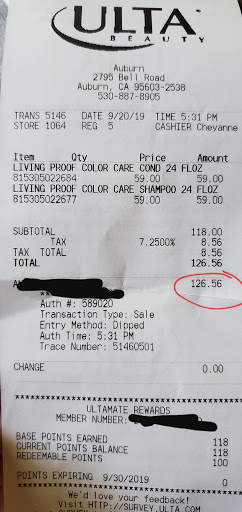 ULTA
BEAUTY
Auburn
2795 Bell Road
Auburn, CA 95603-2538
530-887-8905
TRANS 5146 DATE 9/20/19 TIME 5:31 PM
STORE 1064 REG 5 CASHIER Cheyanne
Item Qty Price Amount
LIVING PROOF COLOR CARE COND 24 FLOZ
815305022684 59.00 59.00
LIVING PROOF COLOR CARE SHAMPOO 24 FLOZ
815305022677 59.00 59.00
SUBTOTAL 118.00
TAX 7.2500% 8.56
TAX TOTAL 8.56
TOTAL 126.56
126.56
Auth #: 589020
Transaction Type: Sale
Entry Method: Dipped
Auth Time: 5:31 PM
Trace Number: 51460501
CHANGE 0.00
ULTAMATE REWARDS
MEMBER NUMBER:
BASE POINTS EARNED 118
CURRENT POINTS BALANCE 118
REDEEMABLE POINTS 100
POINTS EXPIRING 9/30/2019 0
We'd love your feedback!
Visit HTTP://SURVEY.ULTA.COM